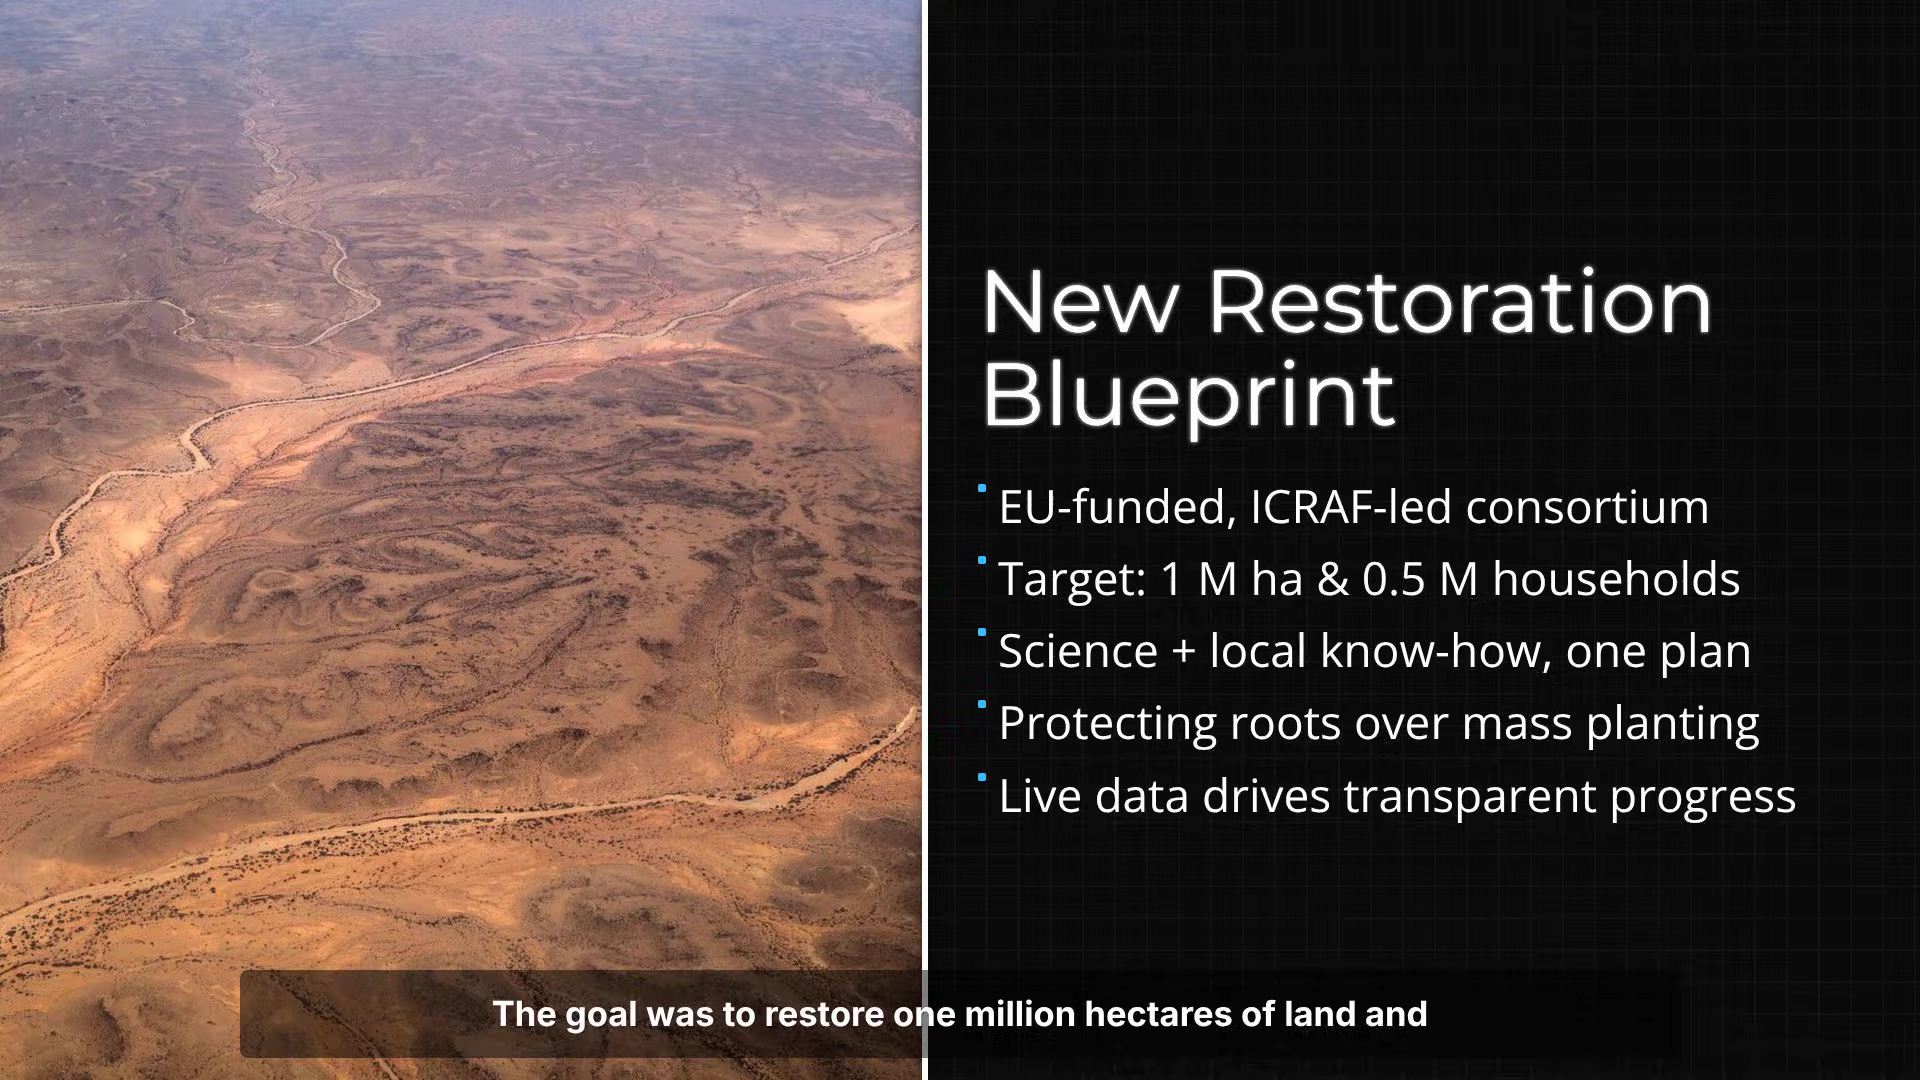 New Restoration
Blueprint
EU-funded, ICRAF-led consortium
Target: 1 M ha & 0.5 M households
Science + local know-how, one plan
Protecting roots over mass planting
Live data drives transparent progress
The goal was to restore one million hectares of land and